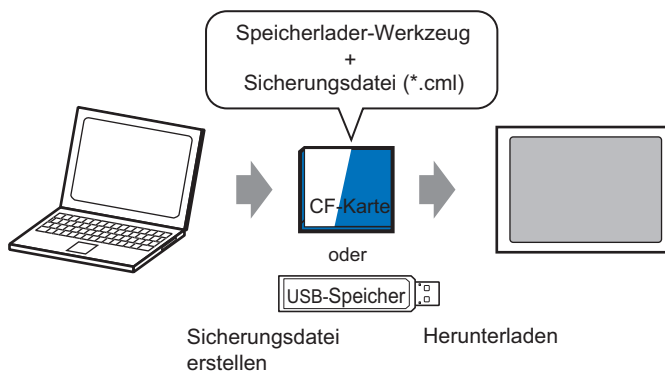 Speicherlader-Werkzeug
+
Sicherungsdatei (*.cml)
CF-Karte
oder
USB-Speicher
Sicherungsdatei
erstellen
Herunterladen